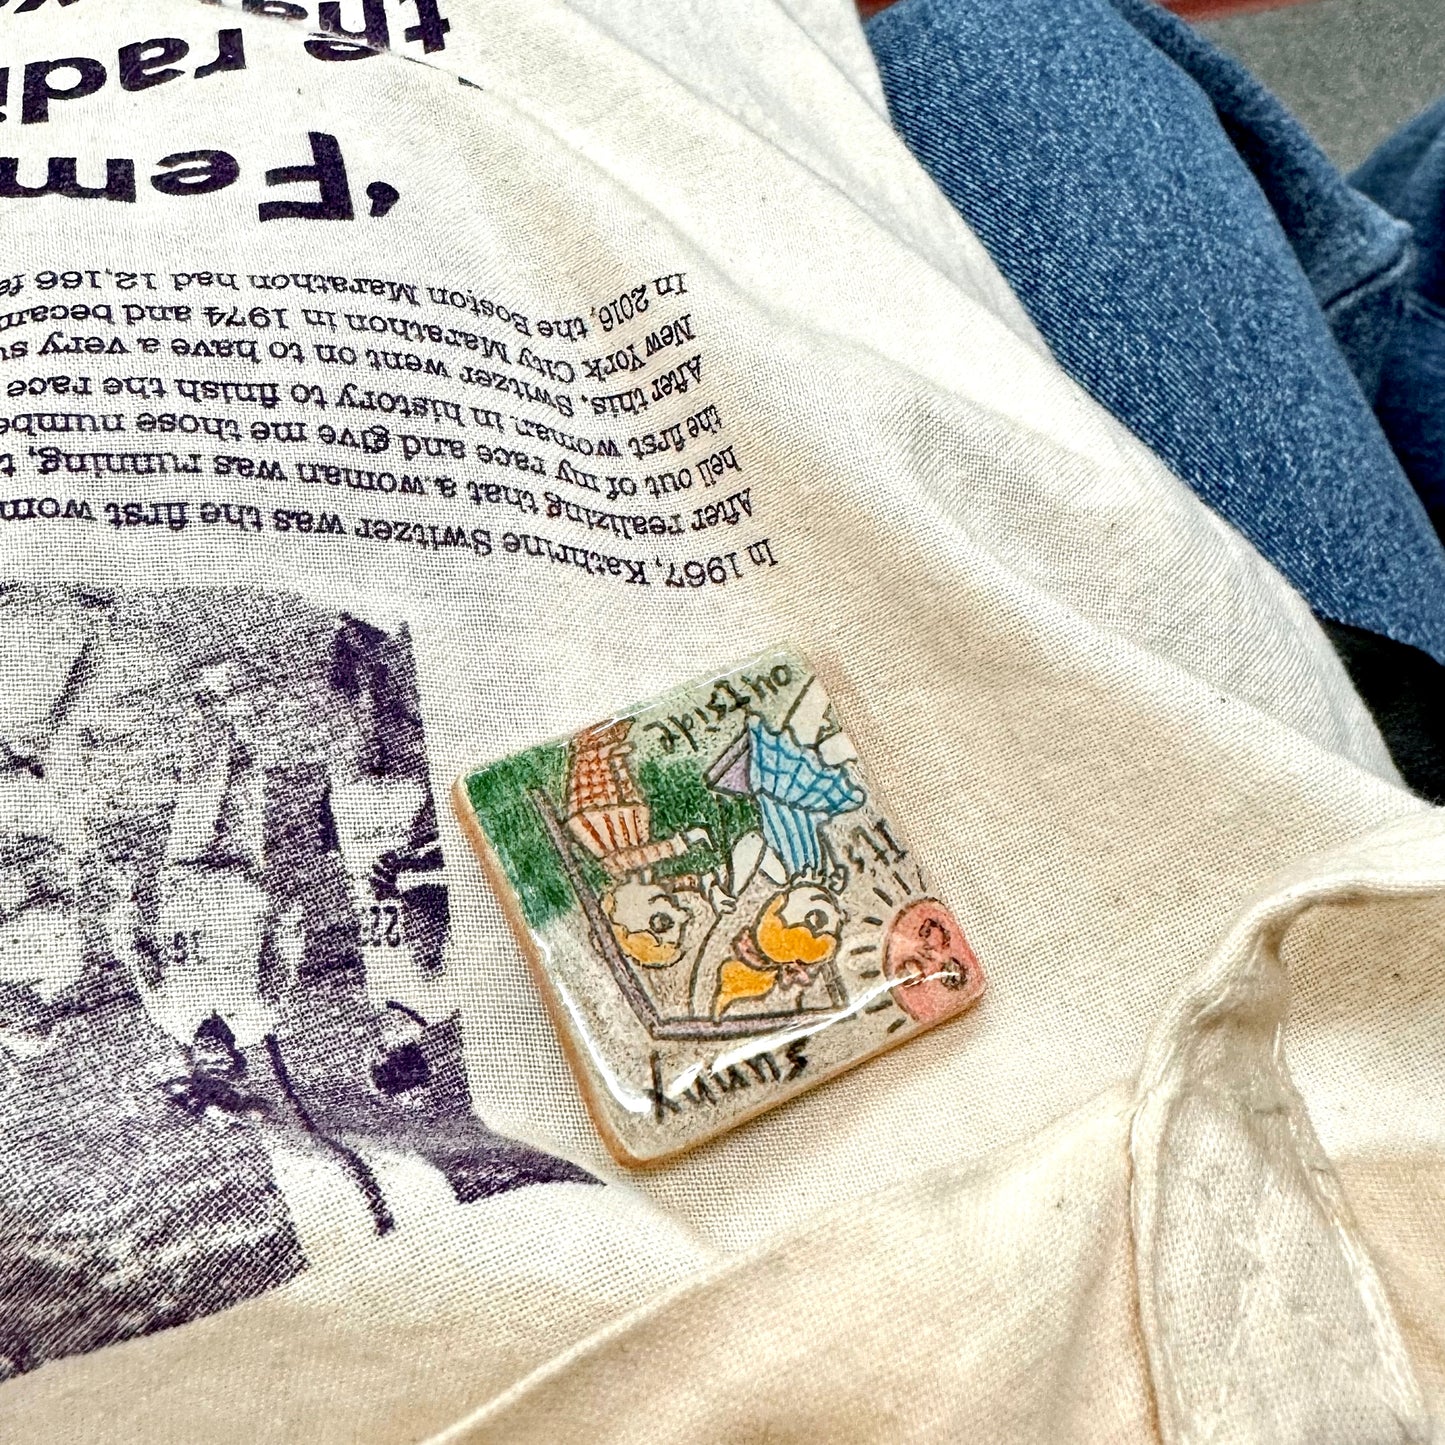 It's
sunny
outside
In 1967, Kathrine Switzer was the first
After realizing that a woman was running,
hell out of my race and give me those
the first woman in history to finish the race
After this, Switzer went on to have a very
New York City Marathon in 1974 and
In 2016, the Boston Marathon had 12,166
'Fem
the radi